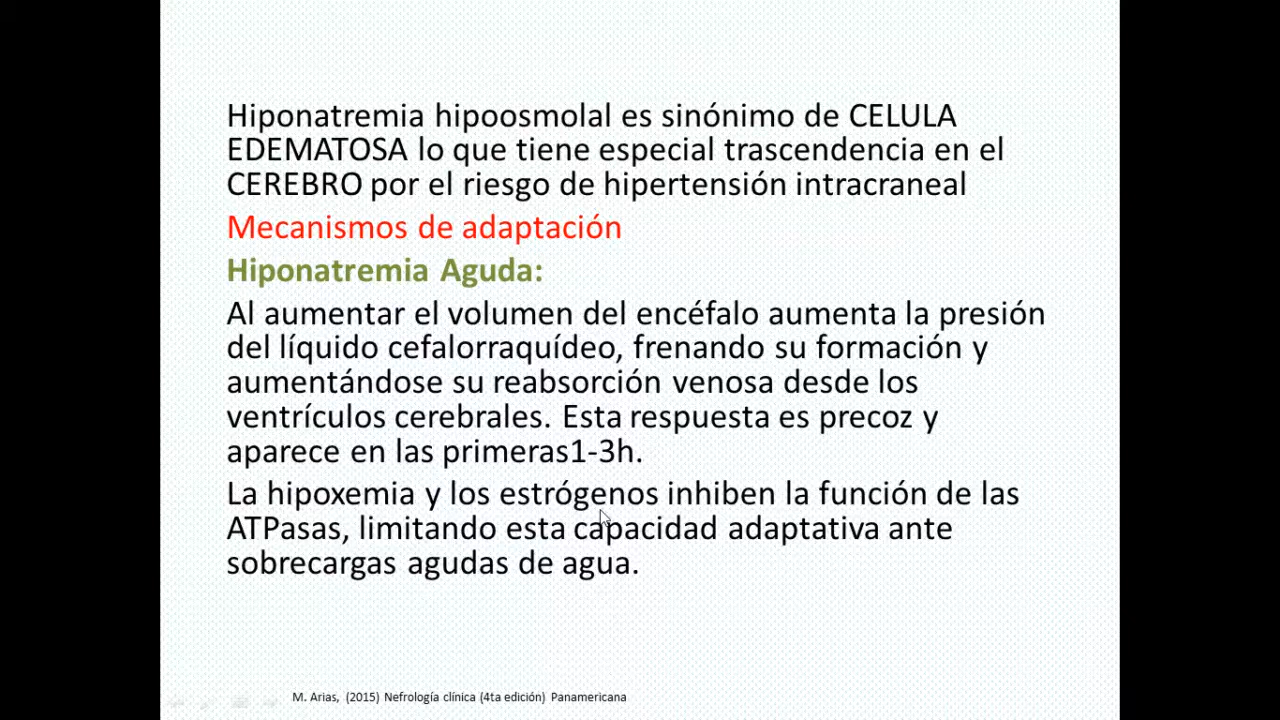 Hiponatremia hipoosmolal es sinónimo de CELULA
EDEMATOSA lo que tiene especial trascendencia en el
CEREBRO por el riesgo de hipertensión intracraneal
Mecanismos de adaptación
Hiponatremia Aguda:
Al aumentar el volumen del encéfalo aumenta la presión
del líquido cefalorraquídeo, frenando su formación y
aumentándose su reabsorción venosa desde los
ventrículos cerebrales. Esta respuesta es precoz y
aparece en las primeras1-3h.
La hipoxemia y los estrógenos inhiben la función de las
ATPasas, limitando esta capacidad adaptativa ante
sobrecargas agudas de agua.
M. Arias, (2015) Nefrología clínica (4ta edición) Panamericana